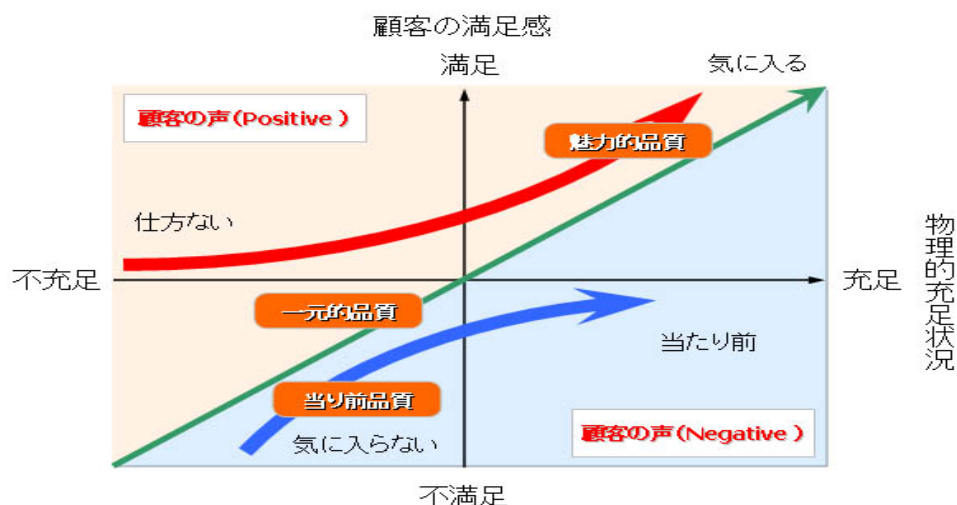 顧客の満足感
満足
気に入る
顧客の声(Positive )
魅力的品質
仕方ない
不充足
充足
物理的充足状況
一元的品質
当たり前
当り前品質
顧客の声(Negative )
気に入らない
不満足